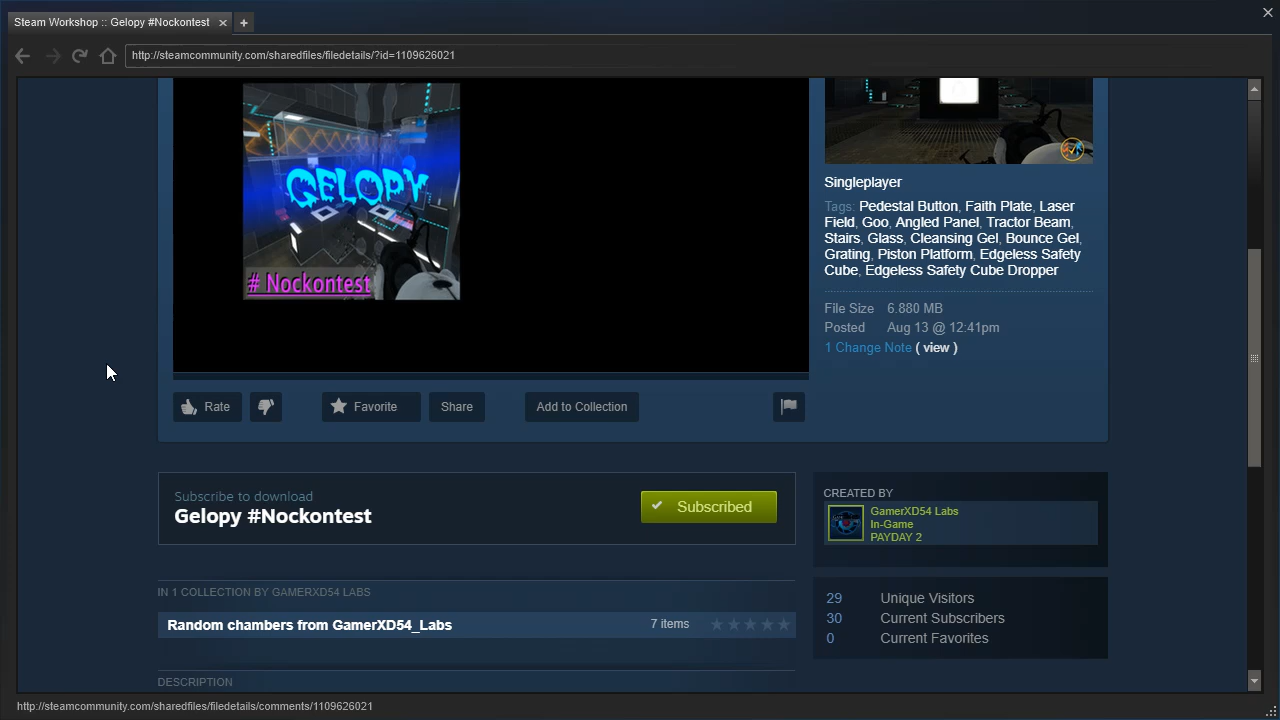 Steam Workshop :: Gelopy #Nockontest
http://steamcommunity.com/sharedfiles/filedetails/?id=1109626021
GELOPY
# Nockontest
Singleplayer
Tags: Pedestal Button, Faith Plate, Laser
Field, Goo, Angled Panel, Tractor Beam,
Stairs, Glass, Cleansing Gel, Bounce Gel,
Grating, Piston Platform, Edgeless Safety
Cube, Edgeless Safety Cube Dropper
File Size 6.880 MB
Posted Aug 13 @ 12:41pm
1 Change Note ( view )
Rate
Favorite
Share
Add to Collection
Subscribe to download
Gelopy #Nockontest
Subscribed
CREATED BY
GamerXD54 Labs
In-Game
PAYDAY 2
IN 1 COLLECTION BY GAMERXD54 LABS
Random chambers from GamerXD54_Labs 7 items
29 Unique Visitors
30 Current Subscribers
0 Current Favorites
DESCRIPTION
http://steamcommunity.com/sharedfiles/filedetails/comments/1109626021